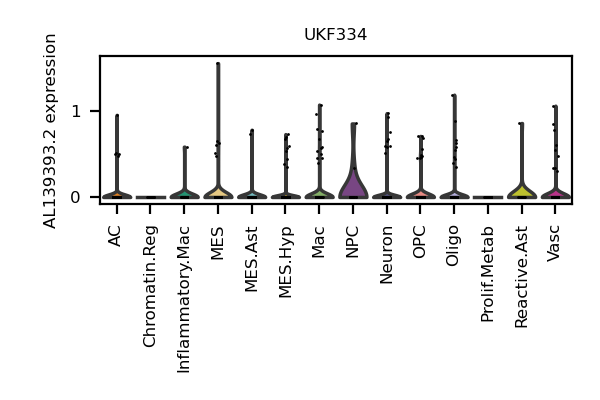 UKF334
AL139393.2 expression
1
0
AC
Chromatin.Reg
Inflammatory.Mac
MES
MES.Ast
MES.Hyp
Mac
NPC
Neuron
OPC
Oligo
Prolif.Metab
Reactive.Ast
Vasc